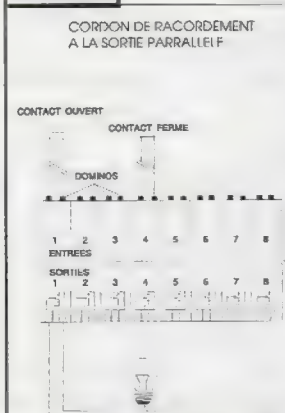 CORDON DE RACORDEMENT
A LA SORTIE PARRALLELE
CONTACT OUVERT
CONTACT FERME
DOMINOS
1 2 3 4 5 6 7 8
ENTREES
SORTIES
1 2 3 4 5 6 7 8